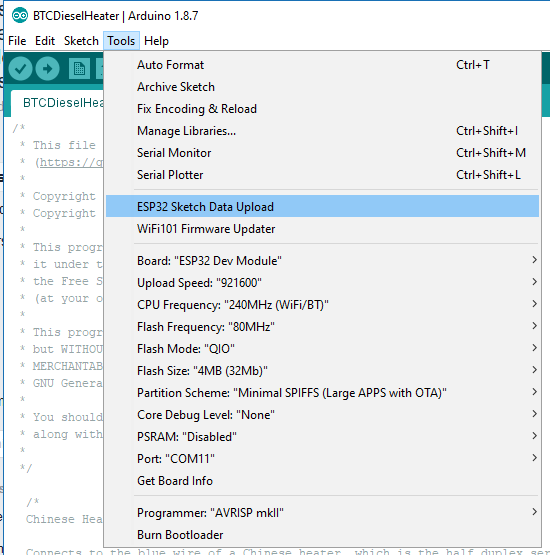 BTCDieselHeater | Arduino 1.8.7
File Edit Sketch Tools Help
Auto Format Ctrl+T
Archive Sketch
Fix Encoding & Reload
Manage Libraries... Ctrl+Shift+I
Serial Monitor Ctrl+Shift+M
Serial Plotter Ctrl+Shift+L
ESP32 Sketch Data Upload
WiFi101 Firmware Updater
Board: "ESP32 Dev Module"
Upload Speed: "921600"
CPU Frequency: "240MHz (WiFi/BT)"
Flash Frequency: "80MHz"
Flash Mode: "QIO"
Flash Size: "4MB (32Mb)"
Partition Scheme: "Minimal SPIFFS (Large APPS with OTA)"
Core Debug Level: "None"
PSRAM: "Disabled"
Port: "COM11"
Get Board Info
Programmer: "AVRISP mkII"
Burn Bootloader
BTCDieselHea
/*
* This file
* (https://g
*
* Copyright
* Copyright
*
* This progr
* it under t
* the Free S
* (at your o
*
* This progr
* but WITHOU
* MERCHANTAB
* GNU Genera
*
* You should
* along with
*
*/
/*
Chinese Hea
Connects to the blue wire of a Chinese heater, which is the half duplex ser